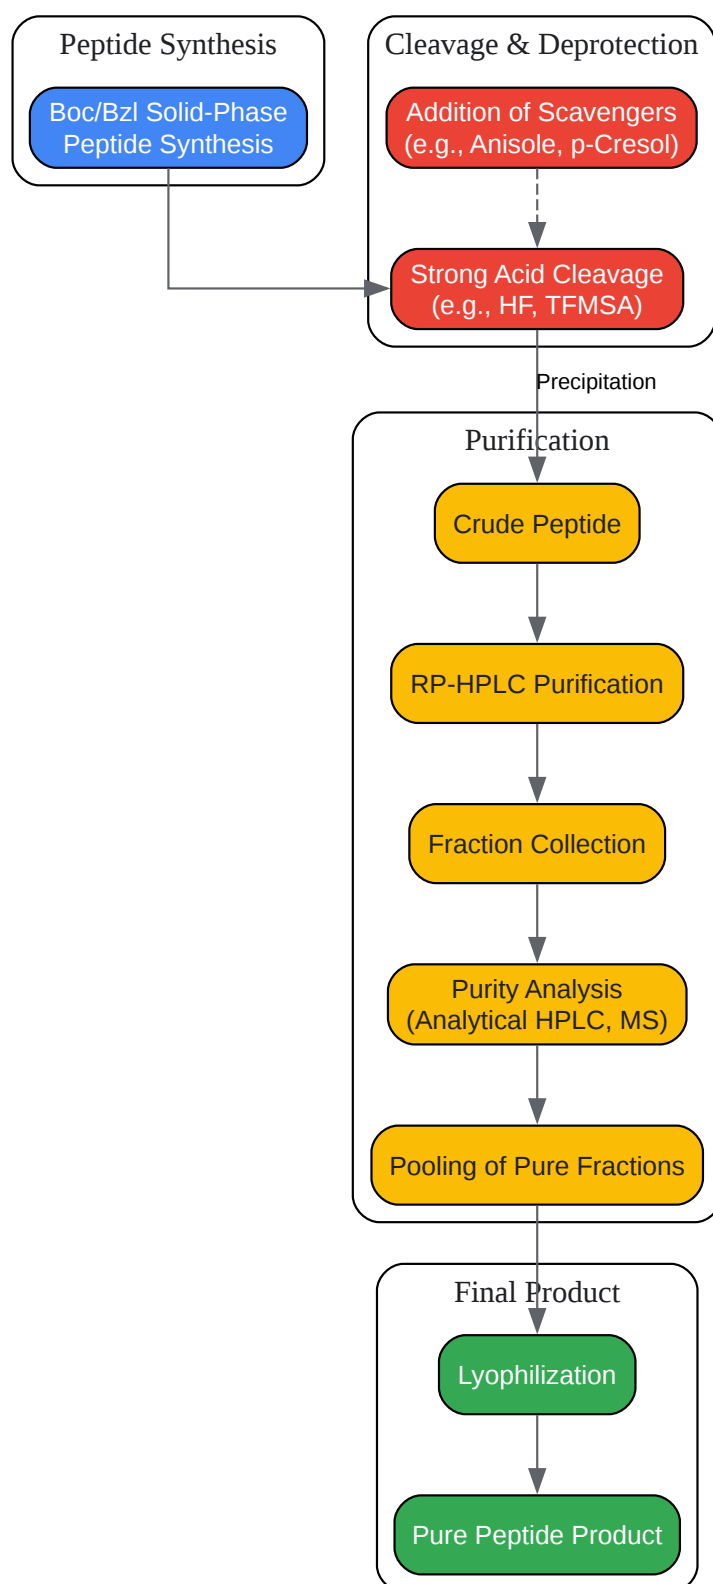 Peptide Synthesis
Boc/Bzl Solid-Phase
Peptide Synthesis
Cleavage & Deprotection
Addition of Scavengers
(e.g., Anisole, p-Cresol)
Strong Acid Cleavage
(e.g., HF, TFMSA)
Precipitation
Purification
Crude Peptide
RP-HPLC Purification
Fraction Collection
Purity Analysis
(Analytical HPLC, MS)
Pooling of Pure Fractions
Final Product
Lyophilization
Pure Peptide Product